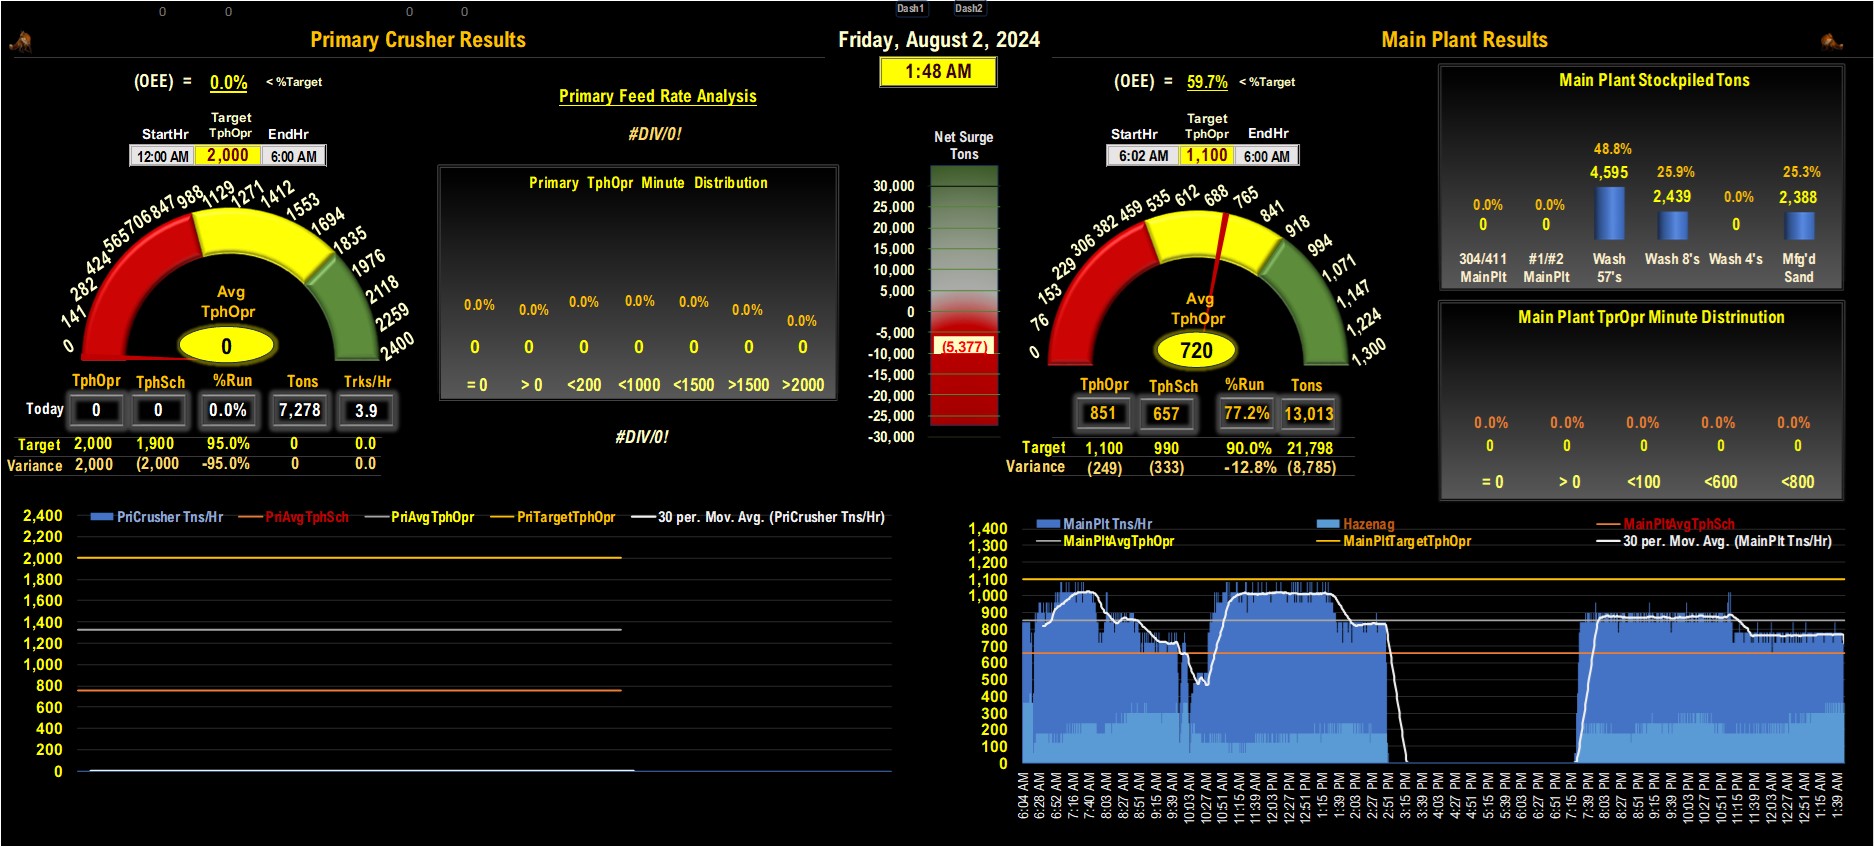 0 0 0 0 Dash1 Dash2
Primary Crusher Results
Friday, August 2, 2024
Main Plant Results
1:48 AM
(OEE) = 0.0% < %Target
Target
StartHr TphOpr EndHr
12:00 AM 2,000 6:00 AM
0 141 282 424 565 706 847 988 1129 1271 1412 1553 1694 1835 1976 2118 2259 2400
Avg
TphOpr
0
TphOpr TphSch %Run Tons Trks/Hr
Today 0 0 0.0% 7,278 3.9
Target 2,000 1,900 95.0% 0 0.0
Variance 2,000 (2,000 -95.0% 0 0.0
Primary Feed Rate Analysis
#DIV/0!
Primary TphOpr Minute Distribution
0.0% 0.0% 0.0% 0.0% 0.0% 0.0% 0.0%
0 0 0 0 0 0 0
= 0 > 0 <200 <1000 <1500 >1500 >2000
#DIV/0!
Net Surge
Tons
30,000
25,000
20,000
15,000
10,000
5,000
0
-5,000
(5,377)
-10,000
-15,000
-20,000
-25,000
-30,000
(OEE) = 59.7% < %Target
Target
StartHr TphOpr EndHr
6:02 AM 1,100 6:00 AM
0 76 153 229 306 382 459 535 612 688 765 841 918 994 1,071 1,147 1,224 1,300
Avg
TphOpr
720
TphOpr TphSch %Run Tons
851 657 77.2% 13,013
Target 1,100 990 90.0% 21,798
Variance (249) (333) -12.8% (8,785)
Main Plant Stockpiled Tons
0.0% 0.0% 48.8% 25.9% 0.0% 25.3%
0 0 4,595 2,439 0 2,388
304/411 #1/#2 Wash Wash 8's Wash 4's Mfg'd
MainPlt MainPlt 57's Sand
Main Plant TprOpr Minute Distrinution
0.0% 0.0% 0.0% 0.0% 0.0%
0 0 0 0 0
= 0 > 0 <100 <600 <800
PriCrusher Tns/Hr PriAvgTphSch PriAvgTphOpr PriTargetTphOpr 30 per. Mov. Avg. (PriCrusher Tns/Hr)
2,400
2,200
2,000
1,800
1,600
1,400
1,200
1,000
800
600
400
200
0
MainPlt Tns/Hr Hazenag MainPltAvgTphSch
MainPltAvgTphOpr MainPltTargetTphOpr 30 per. Mov. Avg. (MainPlt Tns/Hr)
1,400
1,300
1,200
1,100
1,000
900
800
700
600
500
400
300
200
100
0
6:04 AM 6:28 AM 6:52 AM 7:16 AM 7:40 AM 8:03 AM 8:27 AM 8:51 AM 9:15 AM 9:39 AM 10:03 AM 10:27 AM 10:51 AM 11:15 AM 11:39 AM 12:03 PM 12:27 PM 12:51 PM 1:15 PM 1:39 PM 2:03 PM 2:27 PM 2:51 PM 3:15 PM 3:39 PM 4:03 PM 4:27 PM 4:51 PM 5:15 PM 5:39 PM 6:03 PM 6:27 PM 6:51 PM 7:15 PM 7:39 PM 8:03 PM 8:27 PM 8:51 PM 9:15 PM 9:39 PM 10:03 PM 10:27 PM 10:51 PM 11:15 PM 11:39 PM 12:03 AM 12:27 AM 12:51 AM 1:15 AM 1:39 AM